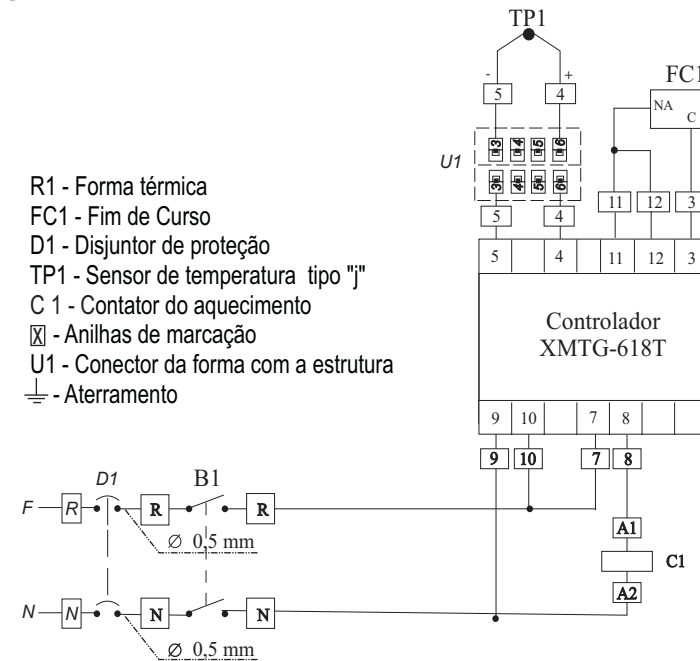 TP1
- +
5 4
FC1
NA
C
U1
3 4 5 6
3 4 5 6
11 12 3
5 4
5 4 11 12 3
Controlador
XMTG-618T
9 10 7 8
9 10 7 8
R1 - Forma térmica
FC1 - Fim de Curso
D1 - Disjuntor de proteção
TP1 - Sensor de temperatura tipo "j"
C 1 - Contator do aquecimento
X - Anilhas de marcação
U1 - Conector da forma com a estrutura
- Aterramento
D1 B1
F R R R
Ø 0,5 mm
A1
C1
A2
N N N N
Ø 0,5 mm